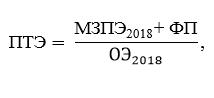 ПТЭ = МЗПЭ₂₀₁₈ + ФП
ОЭ₂₀₁₈,